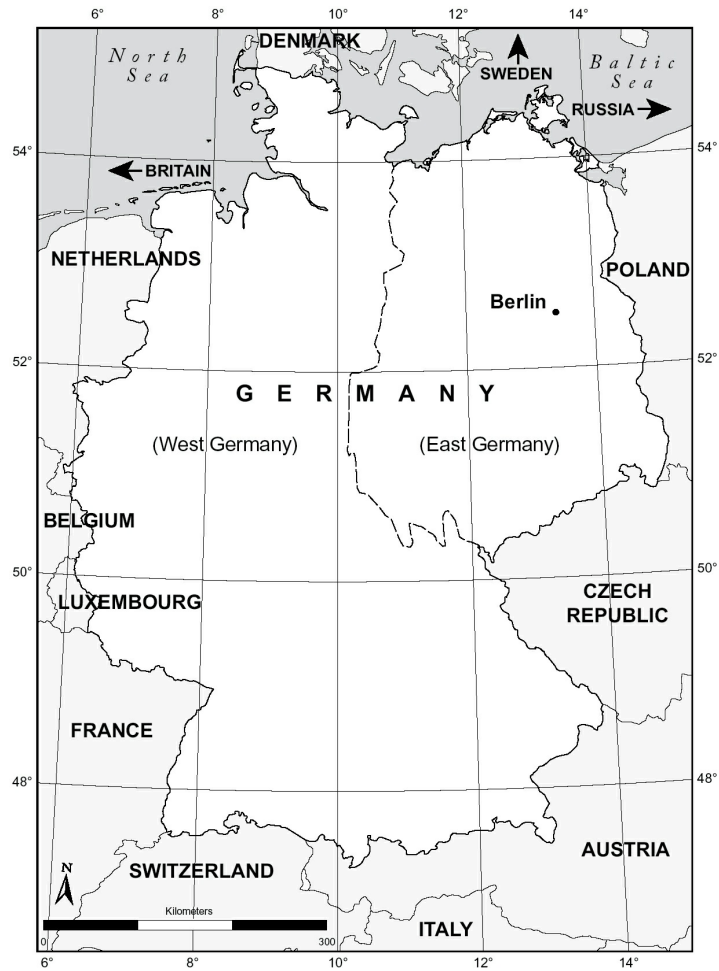 6° 8° 10° 12° 14°
DENMARK
North
Sea
SWEDEN
Baltic
Sea
RUSSIA
54° 54°
BRITAIN
NETHERLANDS
POLAND
Berlin
52° 52°
GERMANY
(West Germany) (East Germany)
BELGIUM
50° 50°
LUXEMBOURG
CZECH
REPUBLIC
FRANCE
48° 48°
AUSTRIA
SWITZERLAND
N
Kilometers
0 300
ITALY
6° 8° 10° 12° 14°